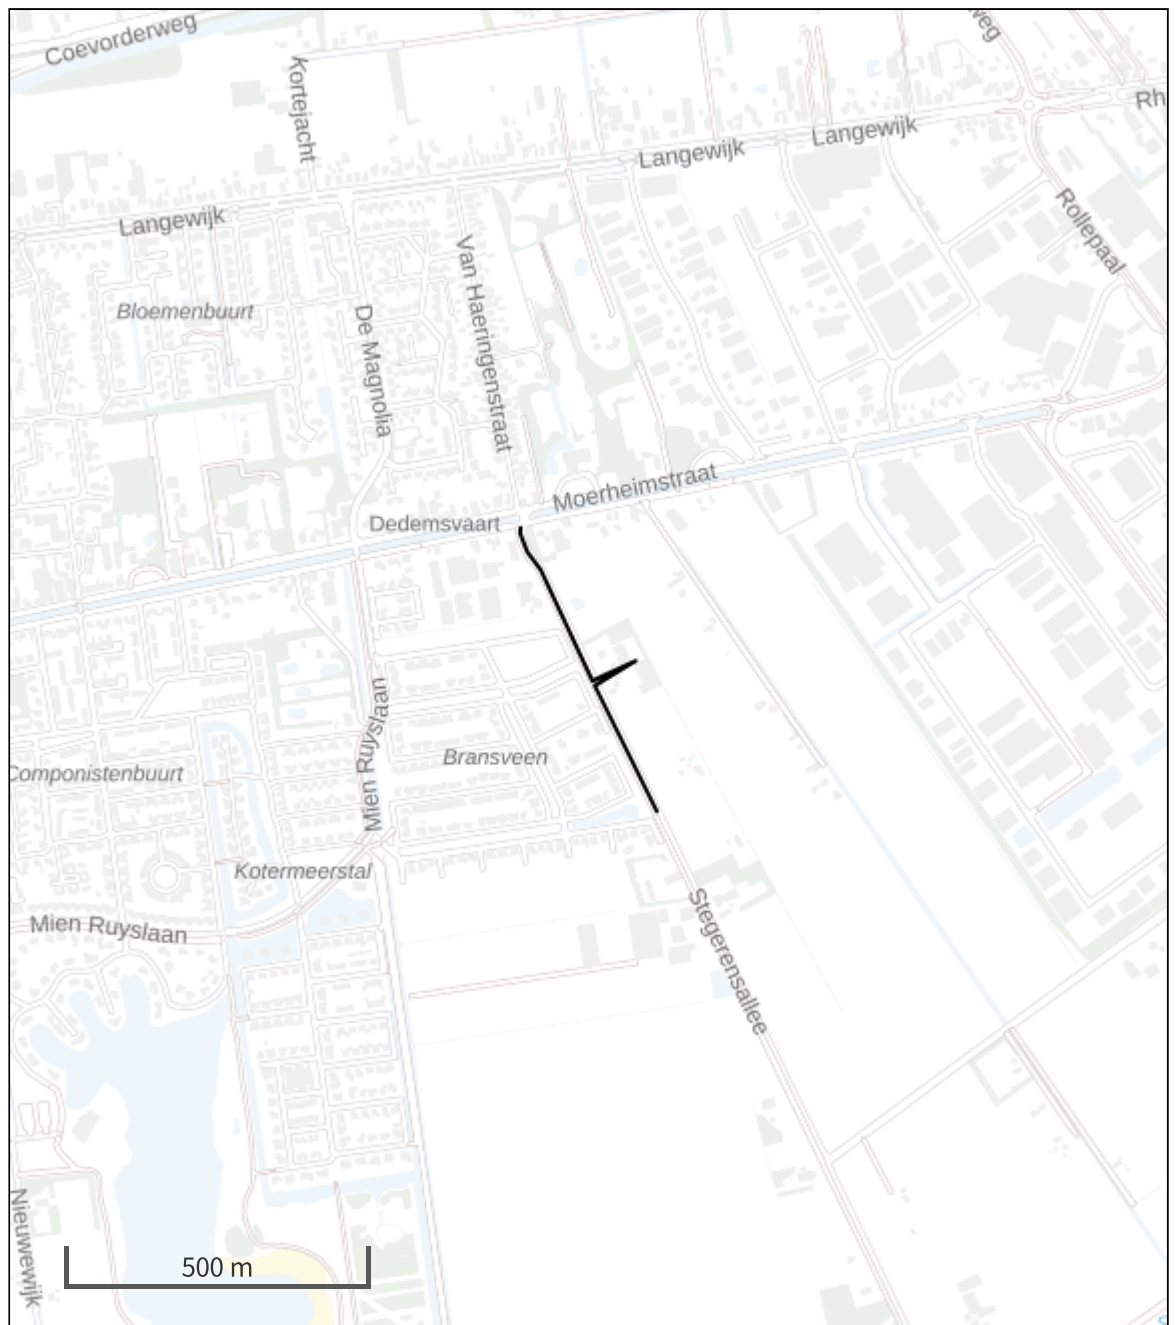 Coevorderweg
Kortejacht
weg
Rh
Langewijk
Langewijk
Langewijk
Rollepaal
Bloemenbuurt
De Magnolia
Van Haeringenstraat
Moerheimstraat
Dedemsvaart
Mien Ruyslaan
Bransveen
Componistenbuurt
Kotermeerstal
Mien Ruyslaan
Stegerensallee
Nieuwewijk
500 m